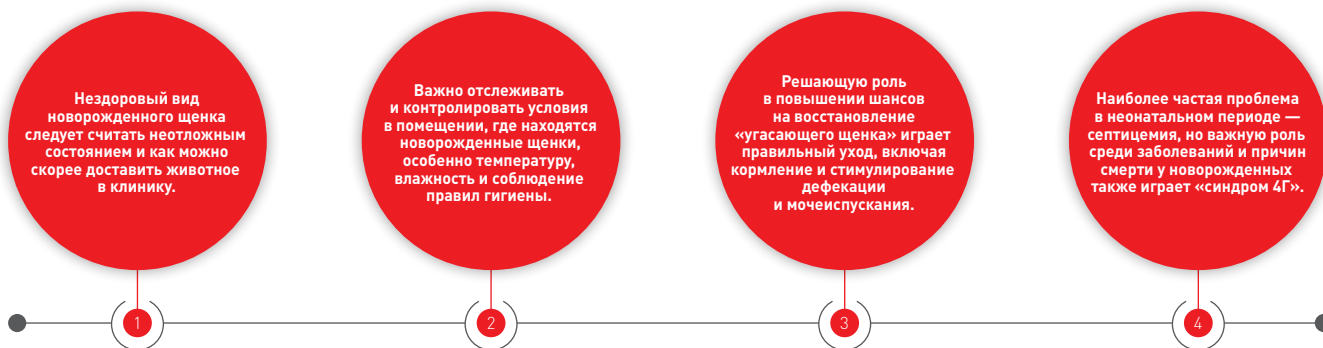 Нездоровый вид
новорожденного щенка
следует считать неотложным
состоянием и как можно
скорее доставить животное
в клинику.
Важно отслеживать
и контролировать условия
в помещении, где находятся
новорожденные щенки,
особенно температуру,
влажность и соблюдение
правил гигиены.
Решающую роль
в повышении шансов
на восстановление
«угасающего щенка» играет
правильный уход, включая
кормление и стимулирование
дефекации
и мочеиспускания.
Наиболее частая проблема
в неонатальном периоде —
септицемия, но важную роль
среди заболеваний и причин
смерти у новорожденных
также играет «синдром 4Г».
1
2
3
4